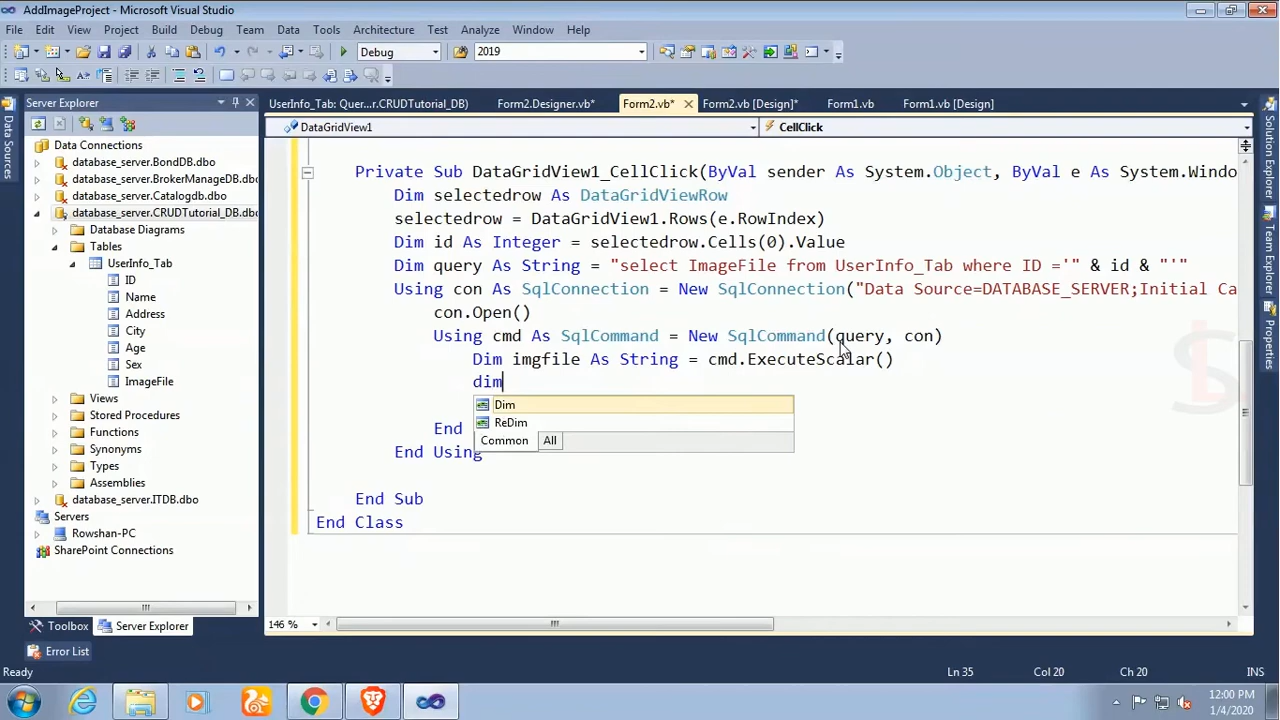 AddImageProject - Microsoft Visual Studio
File Edit View Project Build Debug Team Data Tools Architecture Test Analyze Window Help
Debug 2019
Server Explorer
UserInfo_Tab: Quer...r.CRUDTutorial_DB) Form2.Designer.vb* Form2.vb* Form2.vb [Design]* Form1.vb Form1.vb [Design]
DataGridView1 CellClick
Data Sources
Solution Explorer
Team Explorer
Properties
Data Connections
database_server.BondDB.dbo
database_server.BrokerManageDB.dbo
database_server.Catalogdb.dbo
database_server.CRUDTutorial_DB.dbo
Database Diagrams
Tables
UserInfo_Tab
ID
Name
Address
City
Age
Sex
ImageFile
Views
Stored Procedures
Functions
Synonyms
Types
Assemblies
database_server.ITDB.dbo
Servers
Rowshan-PC
SharePoint Connections
Private Sub DataGridView1_CellClick(ByVal sender As System.Object, ByVal e As System.Windo
Dim selectedrow As DataGridViewRow
selectedrow = DataGridView1.Rows(e.RowIndex)
Dim id As Integer = selectedrow.Cells(0).Value
Dim query As String = "select ImageFile from UserInfo_Tab where ID ='" & id & "'"
Using con As SqlConnection = New SqlConnection("Data Source=DATABASE_SERVER;Initial Ca
con.Open()
Using cmd As SqlCommand = New SqlCommand(query, con)
Dim imgfile As String = cmd.ExecuteScalar()
dim
Dim
ReDim
Common All
End
End Using
End Sub
End Class
146 %
Toolbox Server Explorer
Error List
Ready Ln 35 Col 20 Ch 20 INS
12:00 PM
1/4/2020